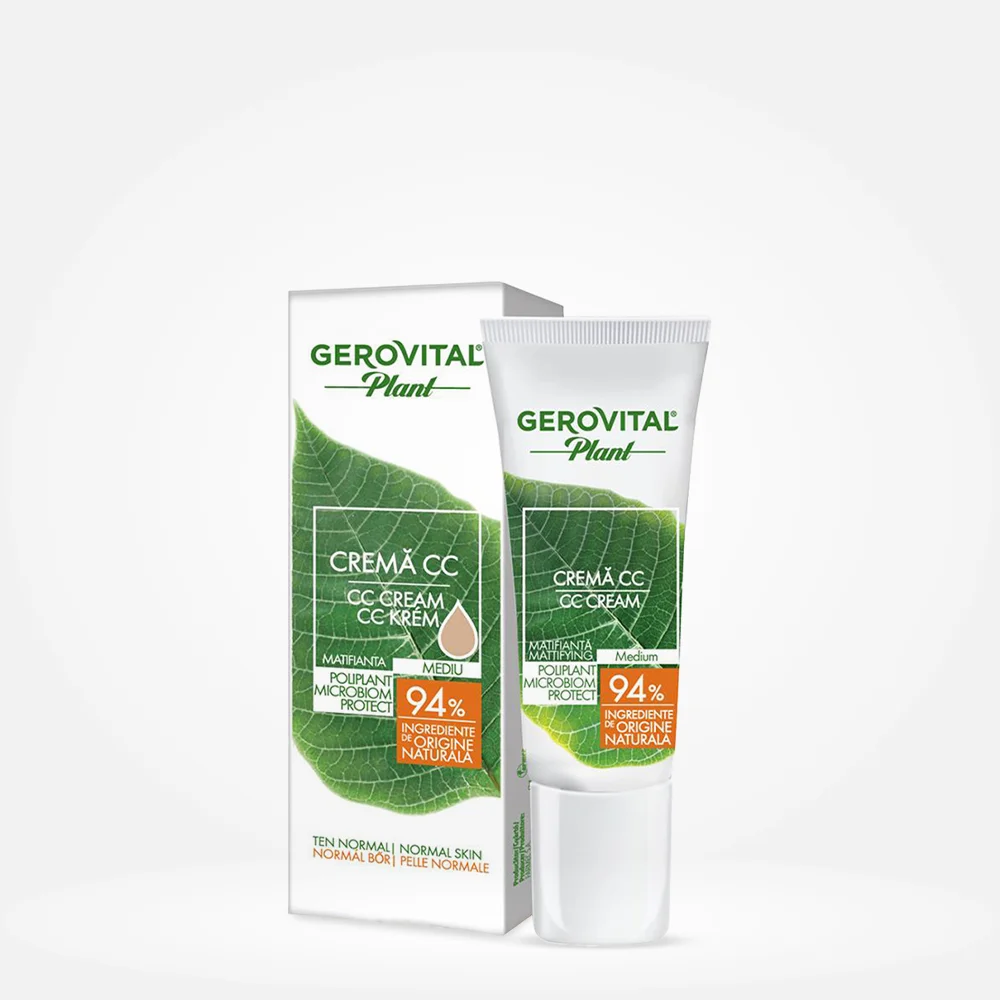 GEROVITAL®
Plant
CREMĂ CC
CC CREAM
CC KRÉM
MATIFIANTA
MEDIU
POLIPLANT
MICROBIOM
PROTECT
94%
INGREDIENTE
DE ORIGINE
NATURALĂ
TEN NORMAL | NORMAL SKIN
NORMÁL BŐR | PELLE NORMALE
GEROVITAL®
Plant
CREMĂ CC
CC CREAM
MATIFIANTĂ
MATTIFYING
Medium
POLIPLANT
MICROBIOM
PROTECT
94%
INGREDIENTE
DE ORIGINE
NATURALĂ